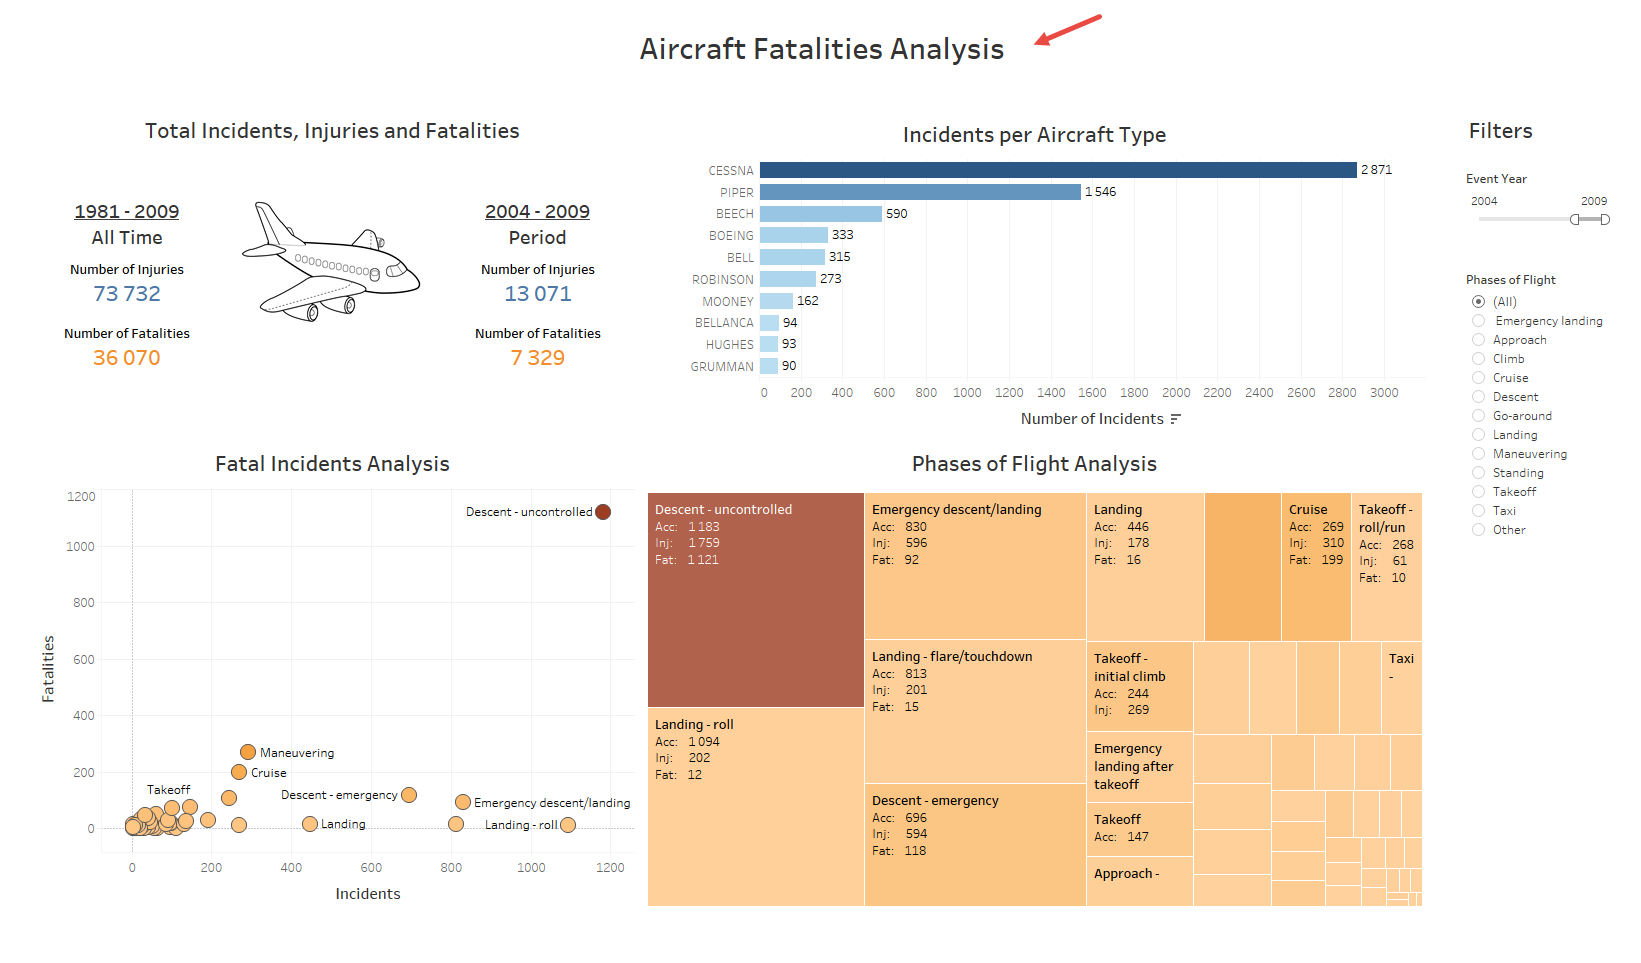 Aircraft Fatalities Analysis
Total Incidents, Injuries and Fatalities
1981 - 2009
All Time
Number of Injuries
73 732
Number of Fatalities
36 070
2004 - 2009
Period
Number of Injuries
13 071
Number of Fatalities
7 329
Incidents per Aircraft Type
CESSNA 2 871
PIPER 1 546
BEECH 590
BOEING 333
BELL 315
ROBINSON 273
MOONEY 162
BELLANCA 94
HUGHES 93
GRUMMAN 90
0 200 400 600 800 1000 1200 1400 1600 1800 2000 2200 2400 2600 2800 3000
Number of Incidents
Filters
Event Year
2004 2009
Phases of Flight
(All)
Emergency landing
Approach
Climb
Cruise
Descent
Go-around
Landing
Maneuvering
Standing
Takeoff
Taxi
Other
Fatal Incidents Analysis
1200
1000
800
600
400
200
0
Fatalities
Descent - uncontrolled
Maneuvering
Cruise
Takeoff
Descent - emergency
Emergency descent/landing
Landing
Landing - roll
0 200 400 600 800 1000 1200
Incidents
Phases of Flight Analysis
Descent - uncontrolled
Acc: 1 183
Inj: 1 759
Fat: 1 121
Landing - roll
Acc: 1 094
Inj: 202
Fat: 12
Emergency descent/landing
Acc: 830
Inj: 596
Fat: 92
Landing - flare/touchdown
Acc: 813
Inj: 201
Fat: 15
Descent - emergency
Acc: 696
Inj: 594
Fat: 118
Landing
Acc: 446
Inj: 178
Fat: 16
Cruise
Acc: 269
Inj: 310
Fat: 199
Takeoff -
roll/run
Acc: 268
Inj: 61
Fat: 10
Takeoff -
initial climb
Acc: 244
Inj: 269
Emergency
landing after
takeoff
Takeoff
Acc: 147
Approach -
Taxi
-